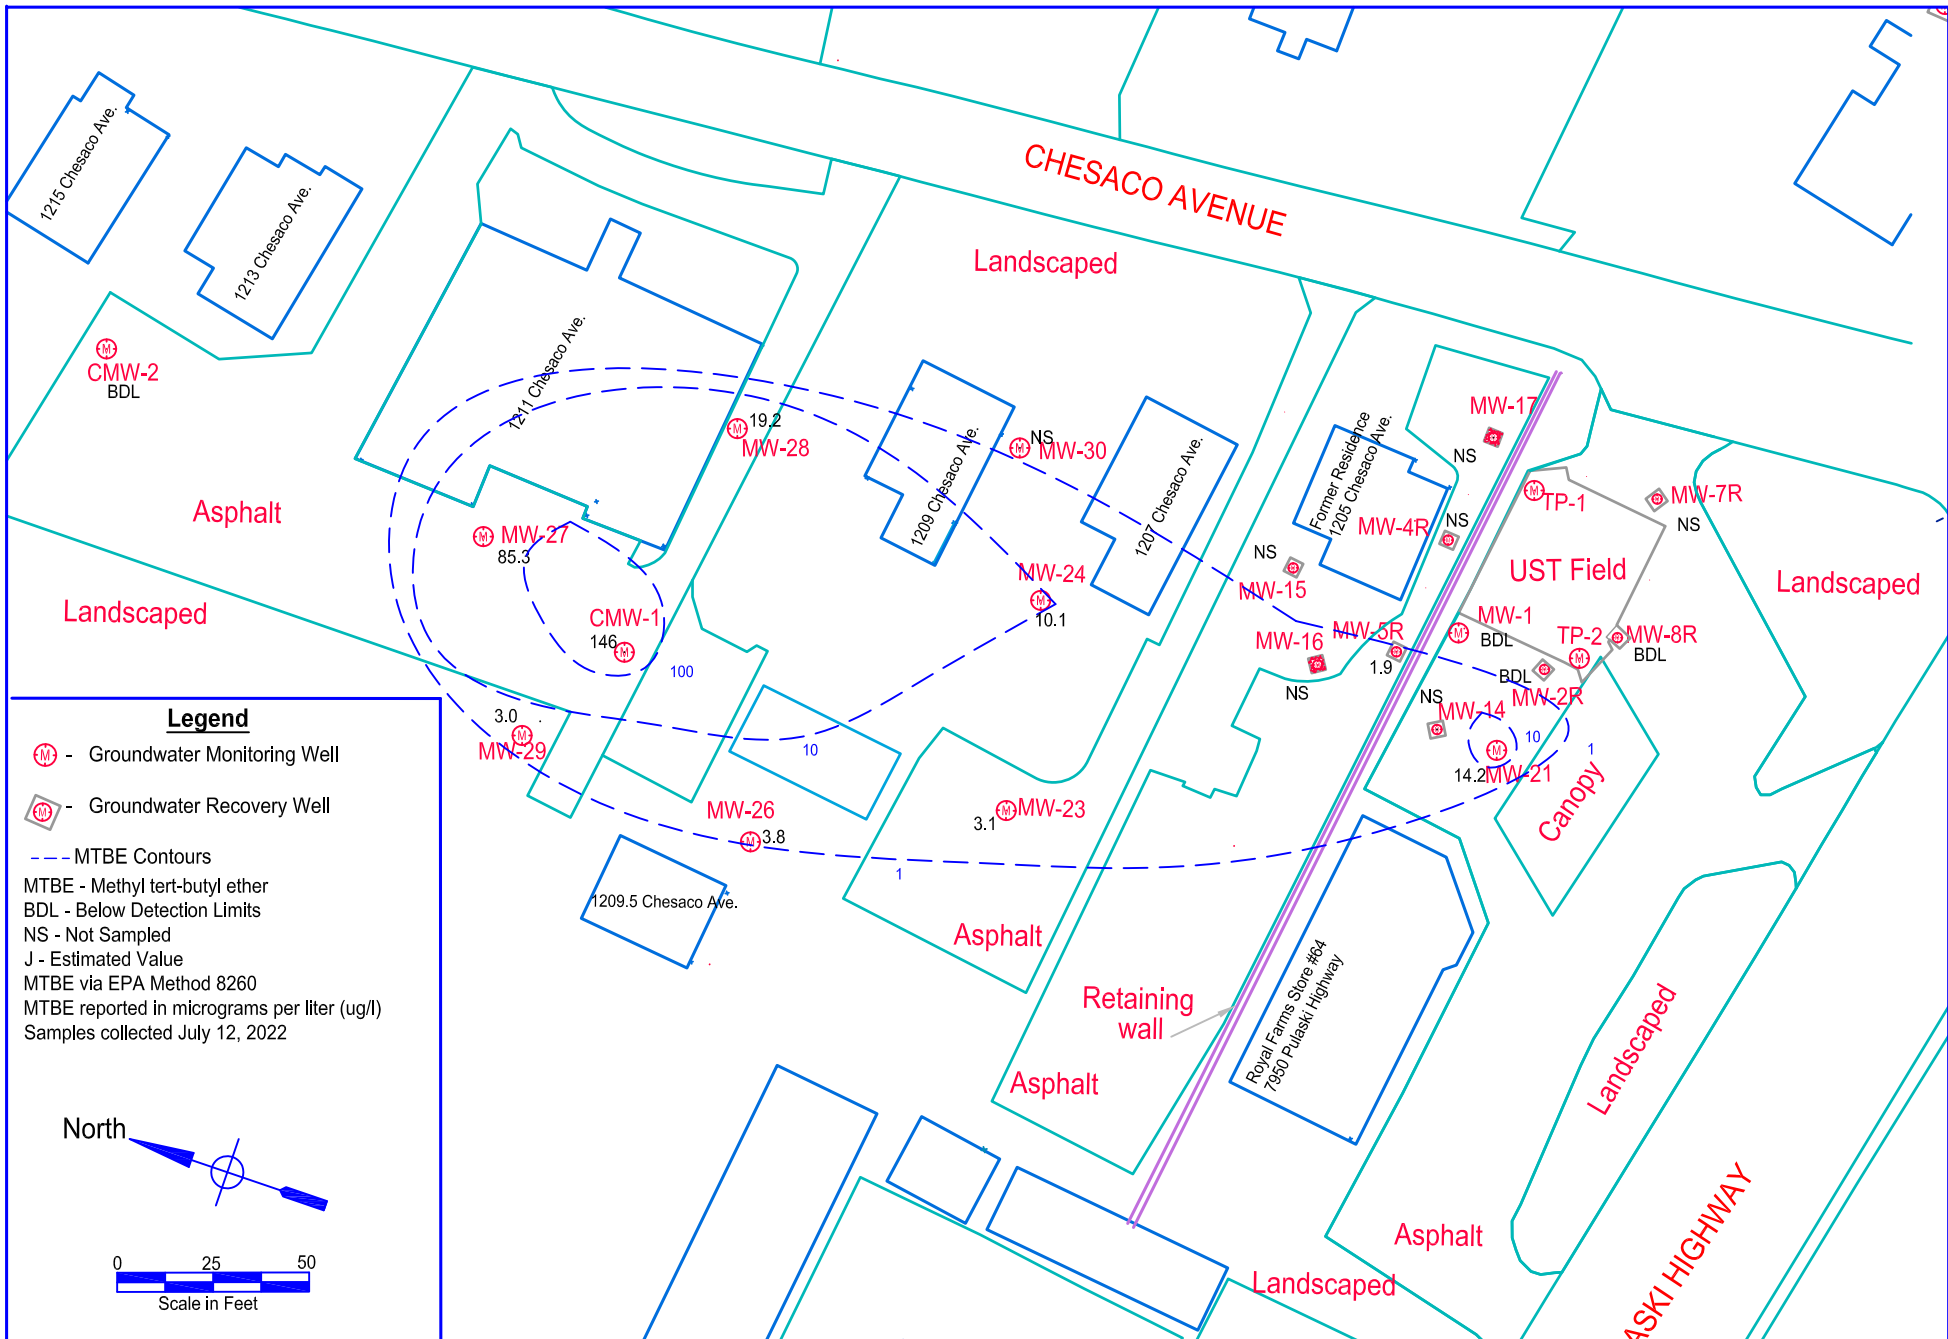 CHESACO AVENUE
1215 Chesaco Ave.
1213 Chesaco Ave.
Landscaped
CMW-2
BDL
1211 Chesaco Ave.
19.2
MW-28
1209 Chesaco Ave.
NS
MW-30
1207 Chesaco Ave.
Former Residence
1205 Chesaco Ave.
MW-17
NS
MW-4R
NS
TP-1
MW-7R
NS
UST Field
Landscaped
Asphalt
MW-27
85.3
Landscaped
CMW-1
146
100
MW-24
10.1
NS
MW-15
MW-16
NS
MW-5R
1.9
MW-1
BDL
TP-2
MW-8R
BDL
BDL
MW-2R
NS
MW-14
10
1
14.2
MW-21
Canopy
3.0
MW-29
10
MW-26
3.8
MW-23
3.1
1
1209.5 Chesaco Ave.
Asphalt
Retaining
wall
Asphalt
Royal Farms Store #64
7950 Pulaski Highway
Landscaped
Asphalt
Landscaped
ASKI HIGHWAY
Legend
M - Groundwater Monitoring Well
M - Groundwater Recovery Well
--- MTBE Contours
MTBE - Methyl tert-butyl ether
BDL - Below Detection Limits
NS - Not Sampled
J - Estimated Value
MTBE via EPA Method 8260
MTBE reported in micrograms per liter (ug/l)
Samples collected July 12, 2022
North
0 25 50
Scale in Feet